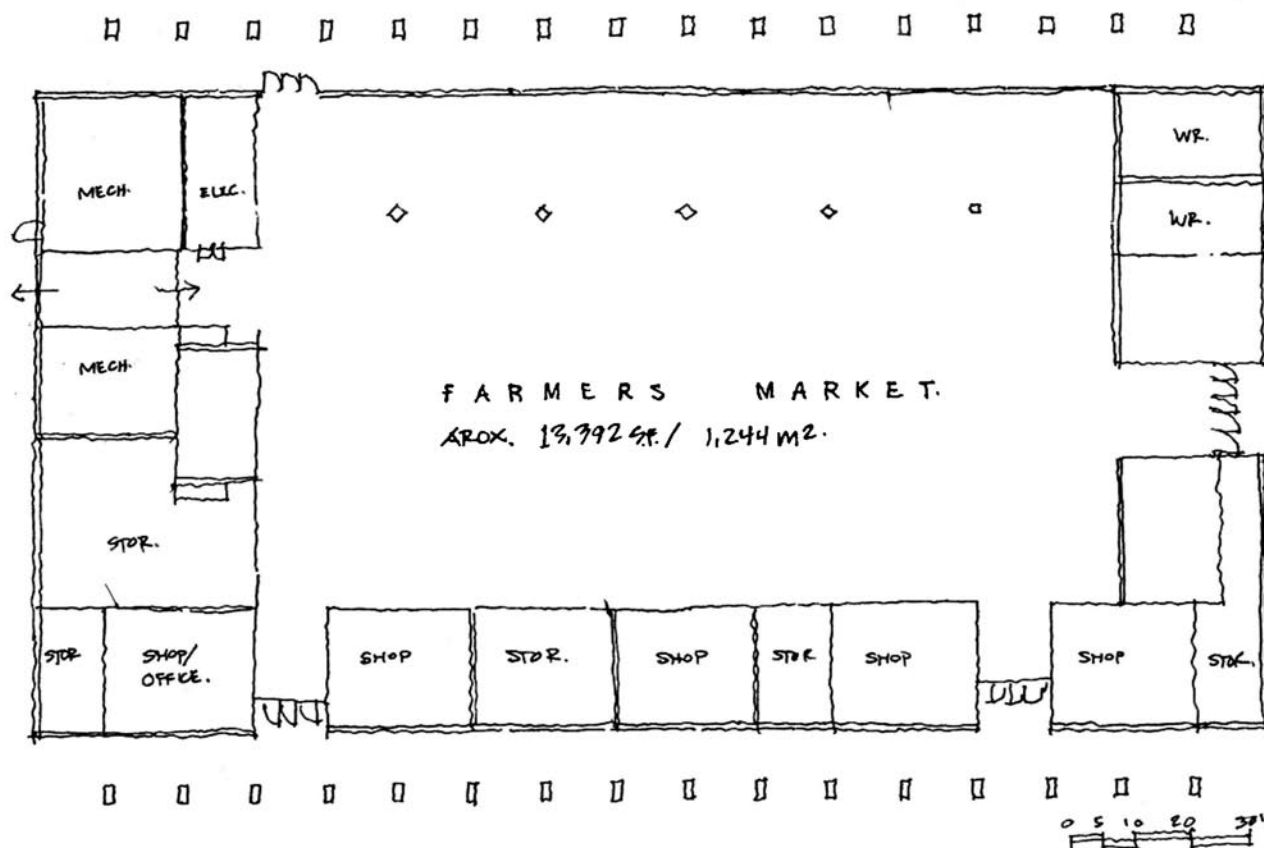 WR.
MECH.
ELEC.
WR.
MECH.
FARMERS MARKET.
AROX. 13,392 S.F. / 1,244 m2.
STOR.
STOR
SHOP/
OFFICE.
SHOP
STOR.
SHOP
STOR
SHOP
SHOP
STOR.
0 5 10 20 30'